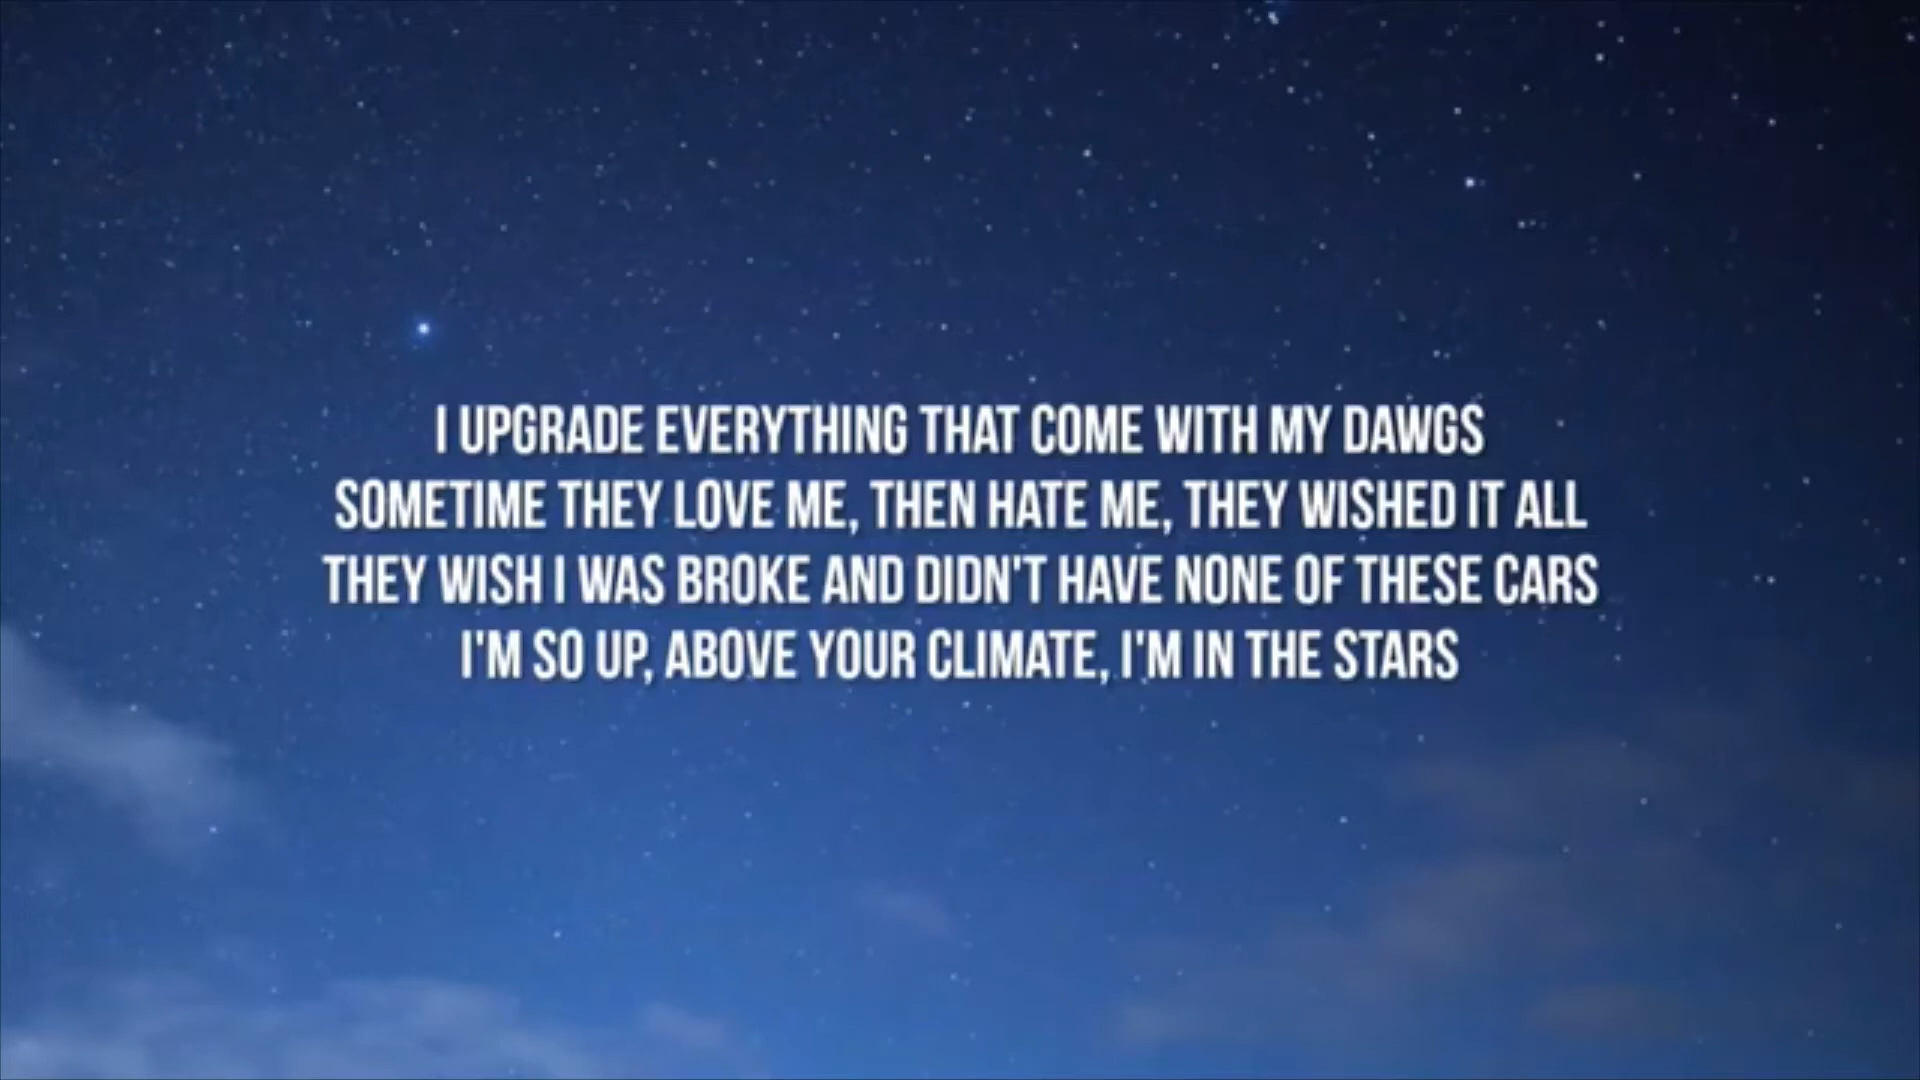 I UPGRADE EVERYTHING THAT COME WITH MY DAWGS
SOMETIME THEY LOVE ME, THEN HATE ME, THEY WISHED IT ALL
THEY WISH I WAS BROKE AND DIDN'T HAVE NONE OF THESE CARS
I'M SO UP, ABOVE YOUR CLIMATE, I'M IN THE STARS